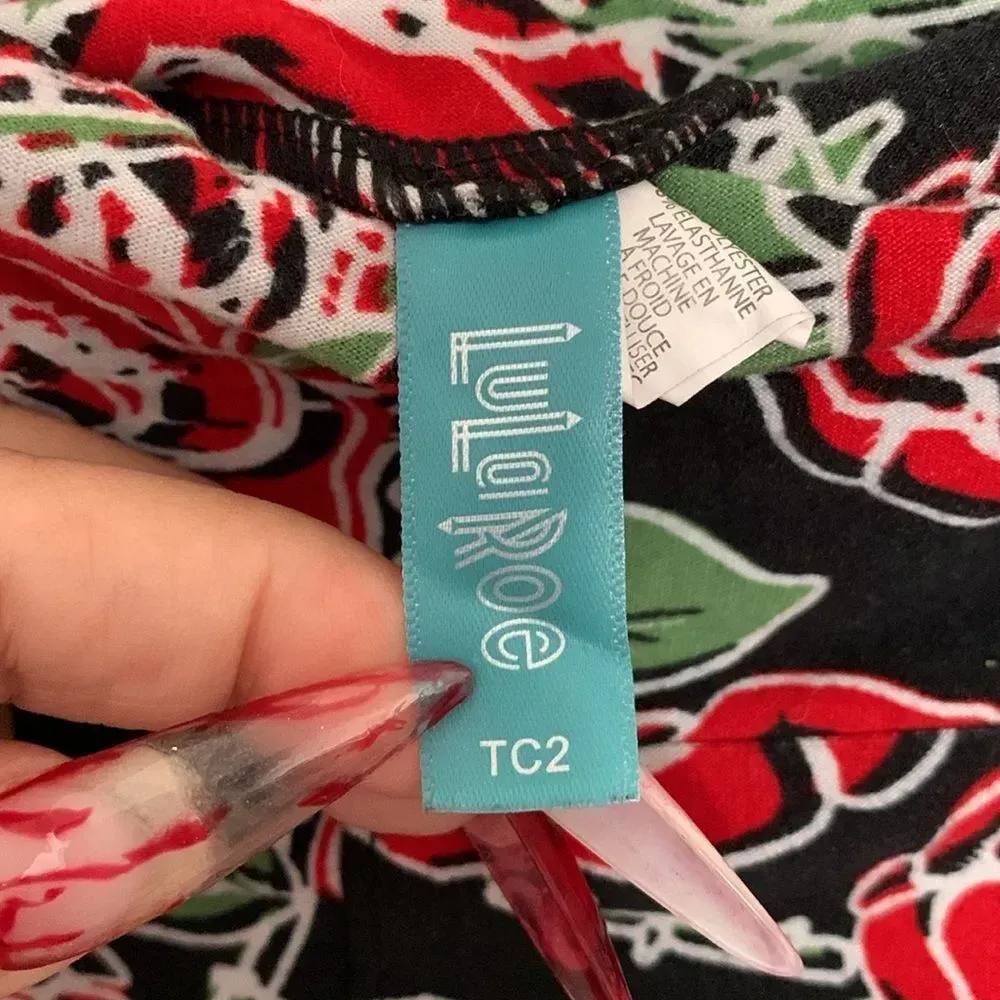 LuLaRoe
TC2
ELASTHANNE
LAVAGE EN
MACHINE
A FROID
DOUCE